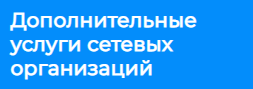 Дополнительные
услуги сетевых
организаций